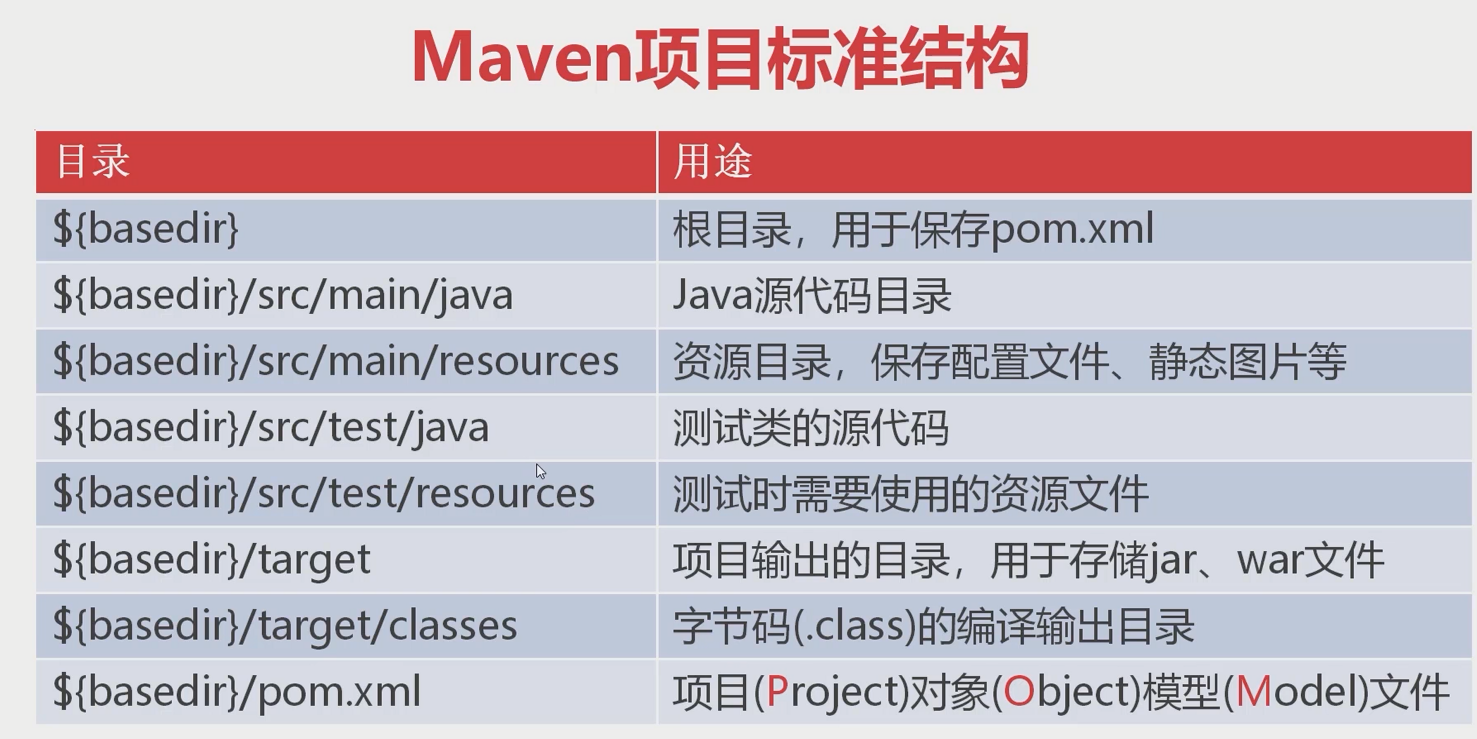 Maven项目标准结构
目录 用途
${basedir} 根目录，用于保存pom.xml
${basedir}/src/main/java Java源代码目录
${basedir}/src/main/resources 资源目录，保存配置文件、静态图片等
${basedir}/src/test/java 测试类的源代码
${basedir}/src/test/resources 测试时需要使用的资源文件
${basedir}/target 项目输出的目录，用于存储jar、war文件
${basedir}/target/classes 字节码(.class)的编译输出目录
${basedir}/pom.xml 项目(Project)对象(Object)模型(Model)文件